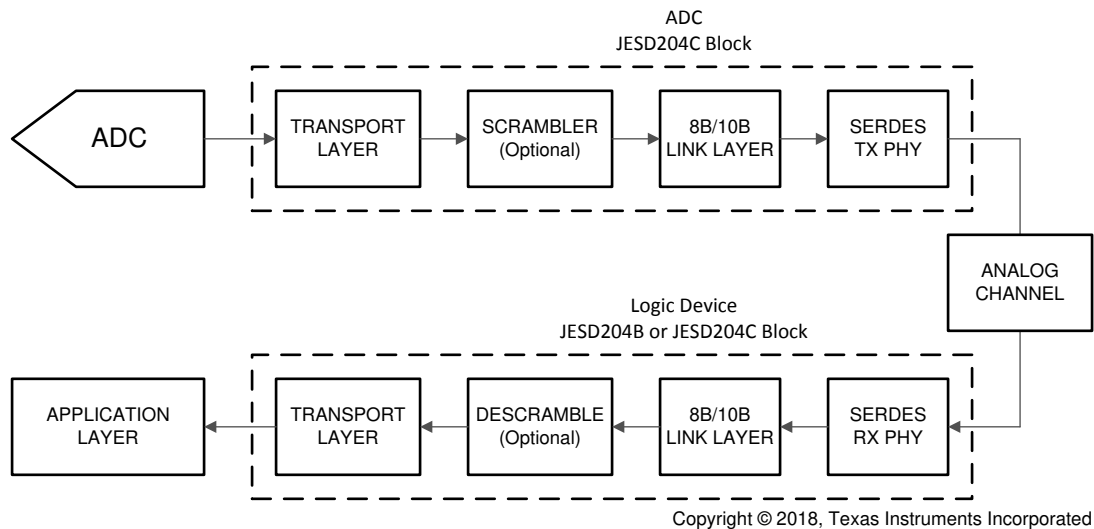 ADC
JESD204C Block
ADC
TRANSPORT
LAYER
SCRAMBLER
(Optional)
8B/10B
LINK LAYER
SERDES
TX PHY
ANALOG
CHANNEL
Logic Device
JESD204B or JESD204C Block
APPLICATION
LAYER
TRANSPORT
LAYER
DESCRAMBLE
(Optional)
8B/10B
LINK LAYER
SERDES
RX PHY
Copyright © 2018, Texas Instruments Incorporated